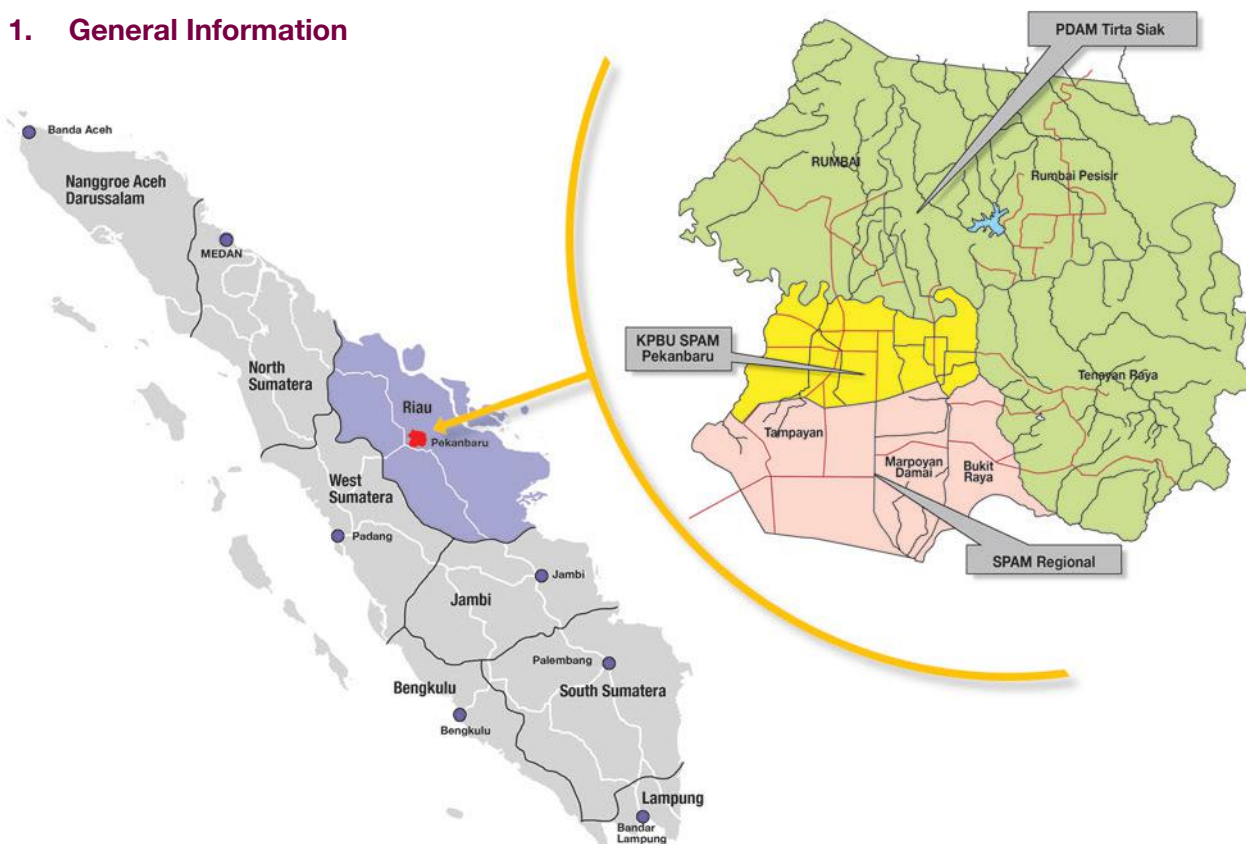 1. General Information
Banda Aceh
Nanggroe Aceh
Darussalam
MEDAN
North
Sumatera
Riau
Pekanbaru
West
Sumatera
Padang
Jambi
Jambi
Palembang
Bengkulu
South Sumatera
Bengkulu
Lampung
Bandar
Lampung
PDAM Tirta Siak
RUMBAI
Rumbai Pesisir
KPBU SPAM
Pekanbaru
Tenayan Raya
Tampayan
Marpoyan
Damai
Bukit
Raya
SPAM Regional